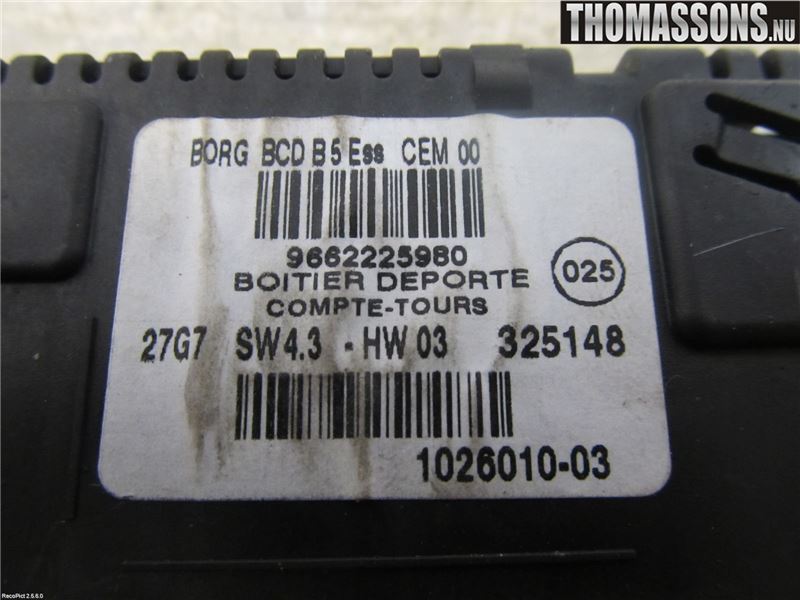 THOMASSONS.NU
BORG BCD B5 Ess CEM 00
9662225980
BOITIER DEPORTE
025
COMPTE-TOURS
27G7 SW4.3 - HW 03 325148
1026010-03
RecoPict 2.5.6.0